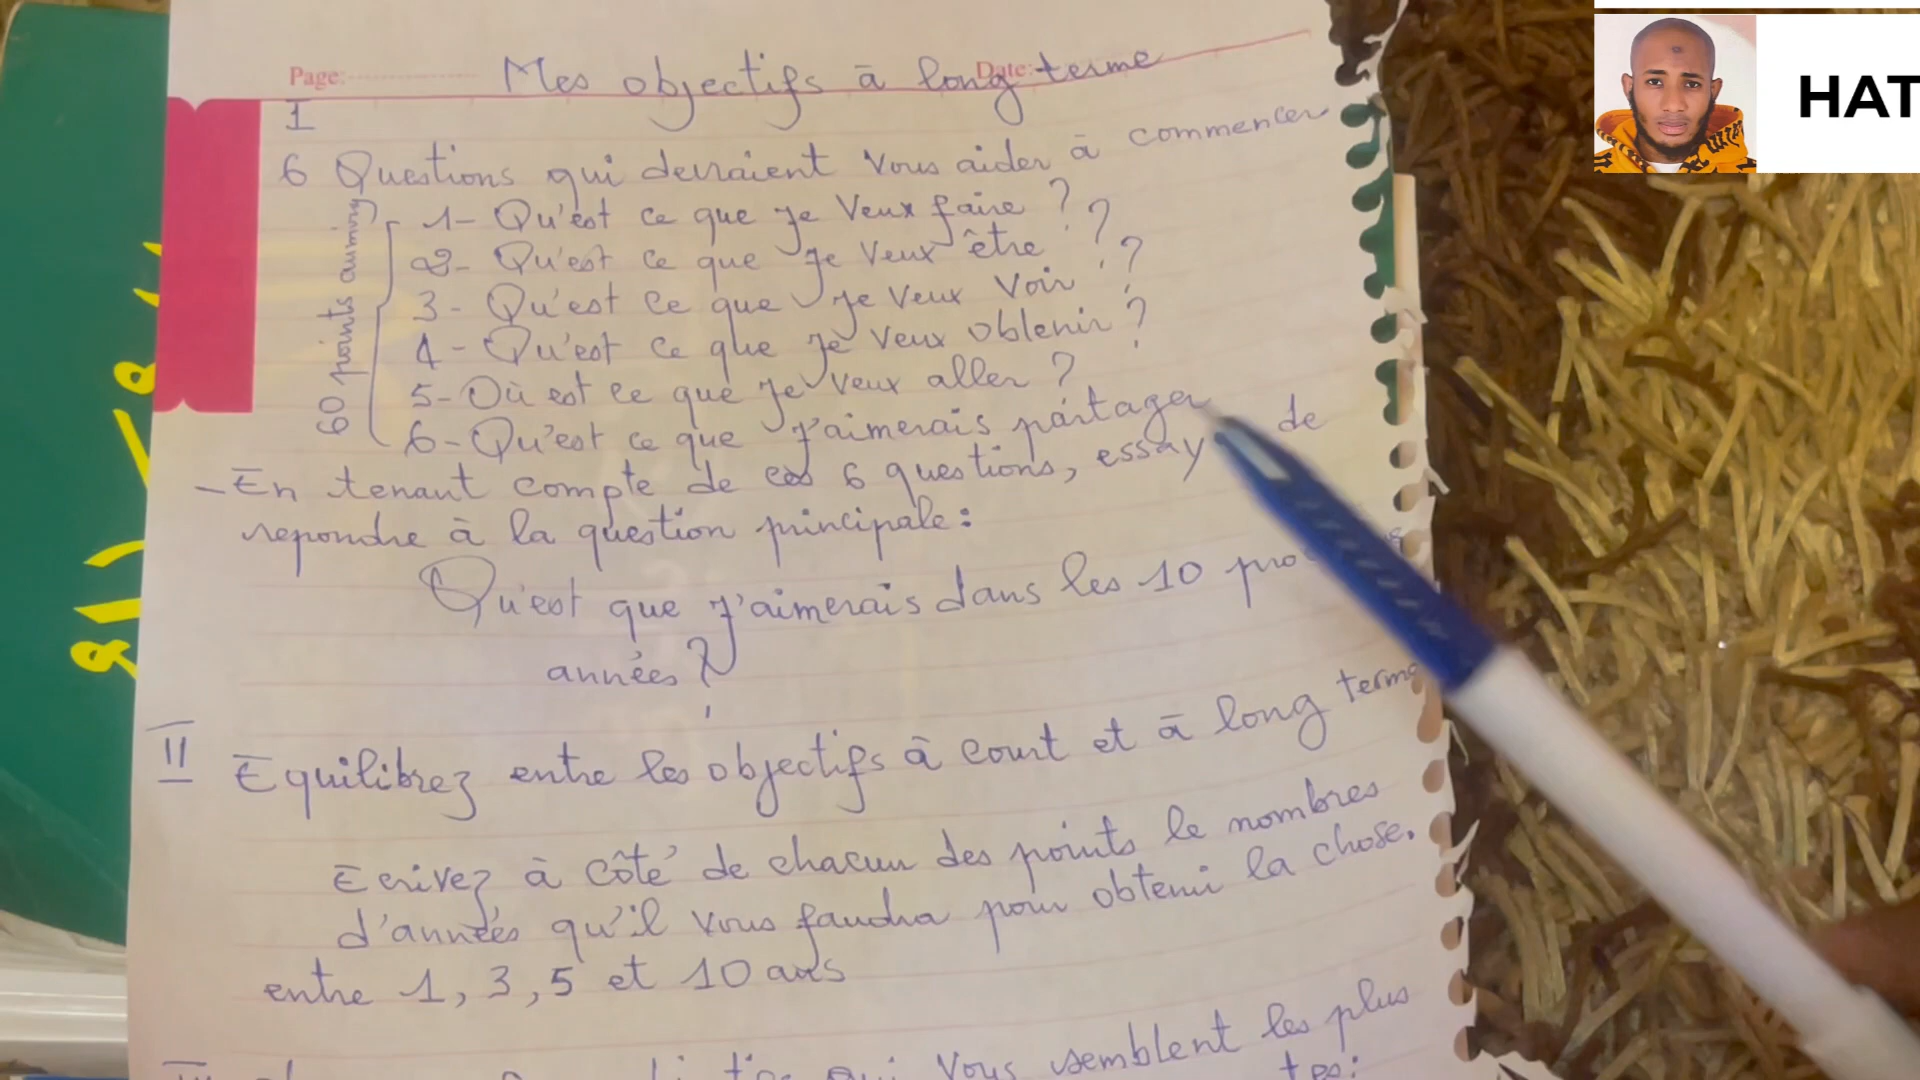 Page:
Date:
Mes objectifs à long terme
I
6 Questions qui devraient vous aider à commencer
1- Qu'est ce que je veux faire ?
2- Qu'est ce que je veux être ?
3- Qu'est ce que je veux voir ?
4- Qu'est ce que je veux obtenir ?
5- Où est ce que je veux aller ?
6- Qu'est ce que j'aimerais partager
60 points
- En tenant compte de ces 6 questions, essay de
repondre à la question principale :
Qu'est que j'aimerais dans les 10
années ?
II Equilibrez entre les objectifs à court et à long terme
Ecrivez à côté de chacun des points le nombres
d'années qu'il vous faudra pour obtenir la chose.
entre 1, 3, 5 et 10 ans
qui vous semblent les plus
HAT